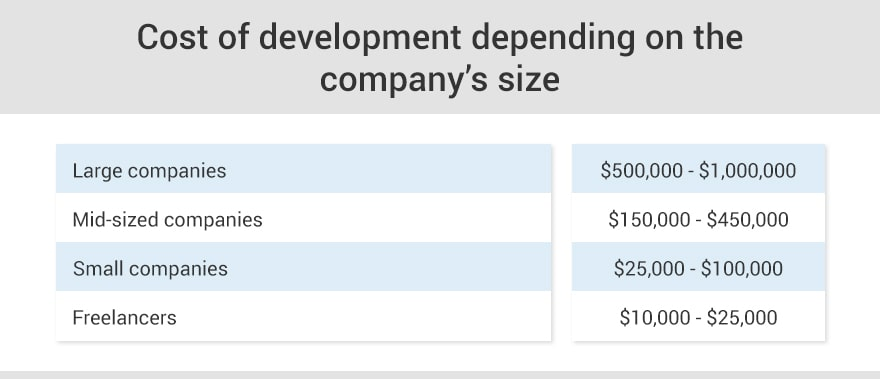 Cost of development depending on the
company’s size
Large companies $500,000 - $1,000,000
Mid-sized companies $150,000 - $450,000
Small companies $25,000 - $100,000
Freelancers $10,000 - $25,000